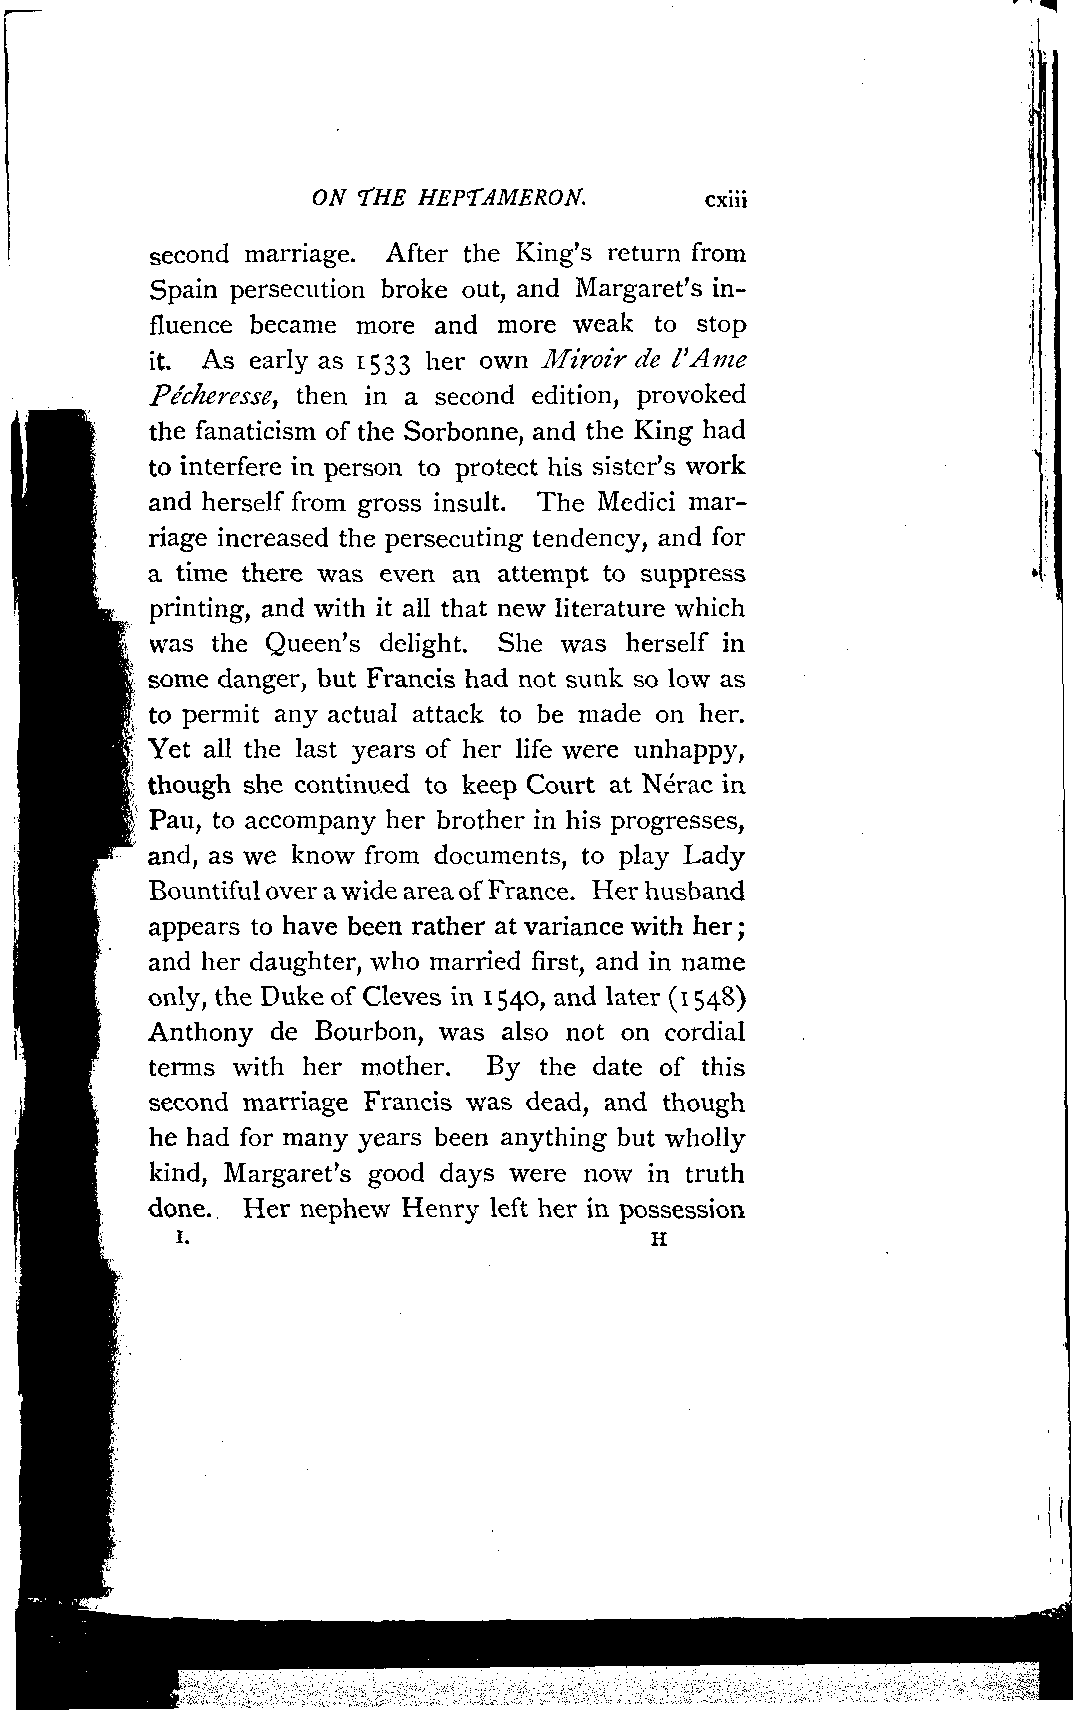 ON THE HEPTAMERON. cxiii
second marriage. After the King's return from
Spain persecution broke out, and Margaret's in-
fluence became more and more weak to stop
it. As early as 1533 her own Miroir de l'Ame
Pécheresse, then in a second edition, provoked
the fanaticism of the Sorbonne, and the King had
to interfere in person to protect his sister's work
and herself from gross insult. The Medici mar-
riage increased the persecuting tendency, and for
a time there was even an attempt to suppress
printing, and with it all that new literature which
was the Queen's delight. She was herself in
some danger, but Francis had not sunk so low as
to permit any actual attack to be made on her.
Yet all the last years of her life were unhappy,
though she continued to keep Court at Nérac in
Pau, to accompany her brother in his progresses,
and, as we know from documents, to play Lady
Bountiful over a wide area of France. Her husband
appears to have been rather at variance with her;
and her daughter, who married first, and in name
only, the Duke of Cleves in 1540, and later (1548)
Anthony de Bourbon, was also not on cordial
terms with her mother. By the date of this
second marriage Francis was dead, and though
he had for many years been anything but wholly
kind, Margaret's good days were now in truth
done. Her nephew Henry left her in possession
I. H